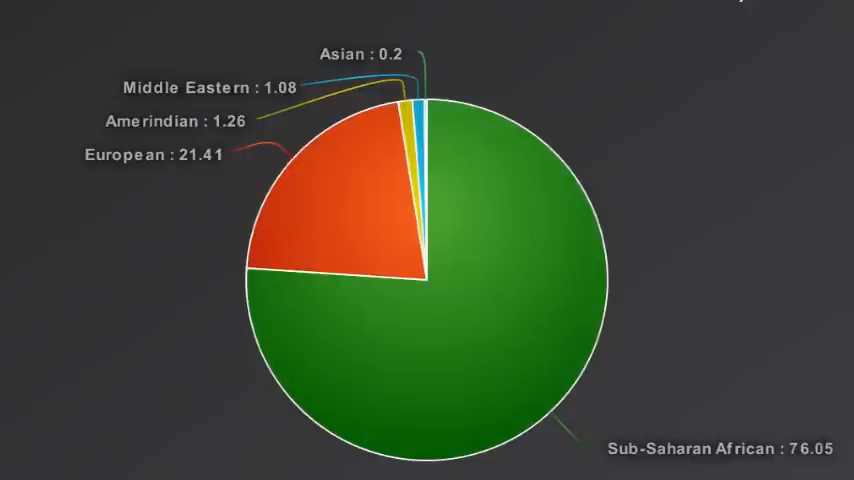 Asian : 0.2
Middle Eastern : 1.08
Amerindian : 1.26
European : 21.41
Sub-Saharan African : 76.05